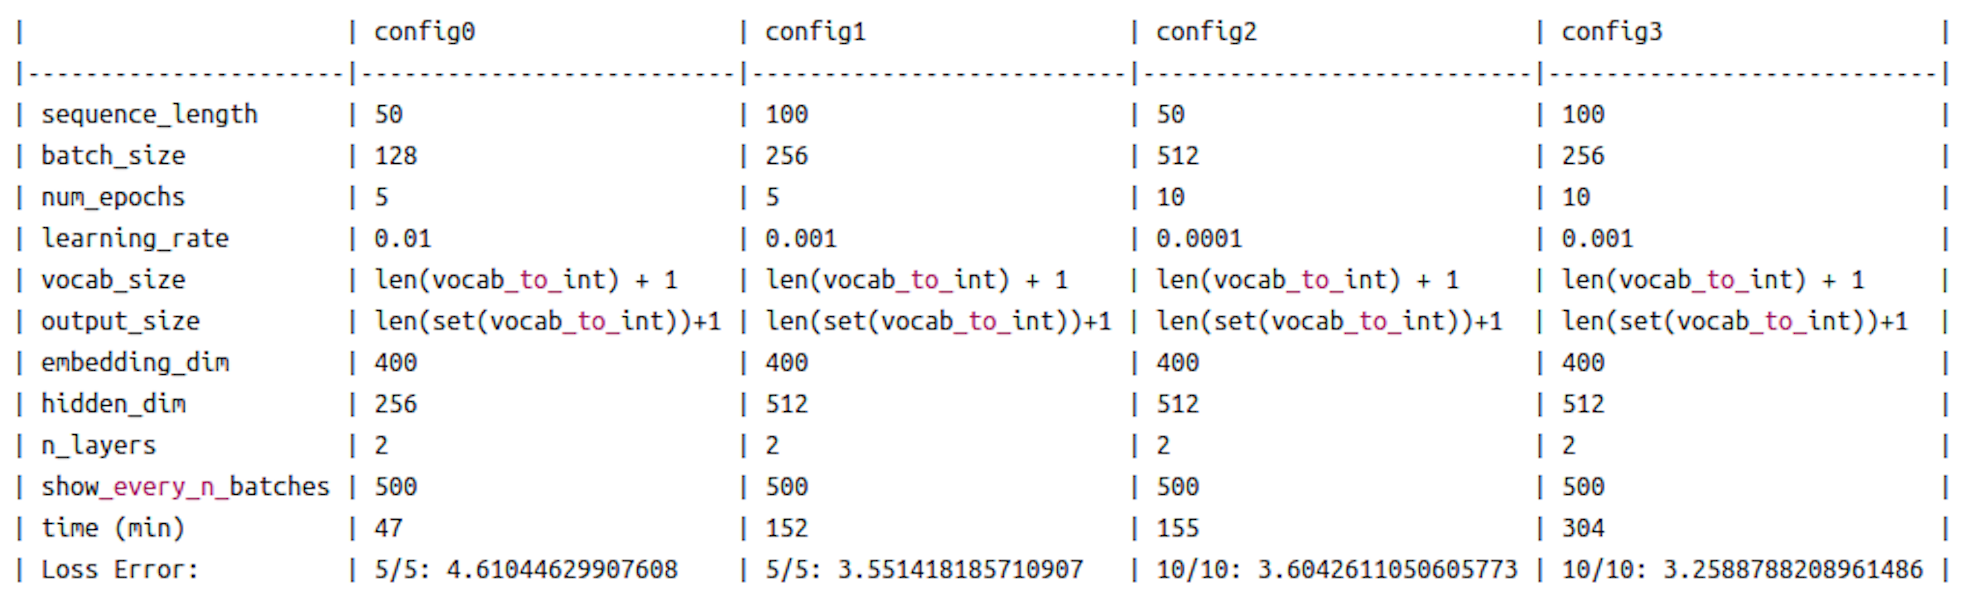 | | config0 | config1 | config2 | config3 |
|----------------------|--------------------------|--------------------------|---------------------------|---------------------------|
| sequence_length | 50 | 100 | 50 | 100 |
| batch_size | 128 | 256 | 512 | 256 |
| num_epochs | 5 | 5 | 10 | 10 |
| learning_rate | 0.01 | 0.001 | 0.0001 | 0.001 |
| vocab_size | len(vocab_to_int) + 1 | len(vocab_to_int) + 1 | len(vocab_to_int) + 1 | len(vocab_to_int) + 1 |
| output_size | len(set(vocab_to_int))+1 | len(set(vocab_to_int))+1 | len(set(vocab_to_int))+1 | len(set(vocab_to_int))+1 |
| embedding_dim | 400 | 400 | 400 | 400 |
| hidden_dim | 256 | 512 | 512 | 512 |
| n_layers | 2 | 2 | 2 | 2 |
| show_every_n_batches | 500 | 500 | 500 | 500 |
| time (min) | 47 | 152 | 155 | 304 |
| Loss Error: | 5/5: 4.61044629907608 | 5/5: 3.551418185710907 | 10/10: 3.6042611050605773 | 10/10: 3.2588788208961486 |